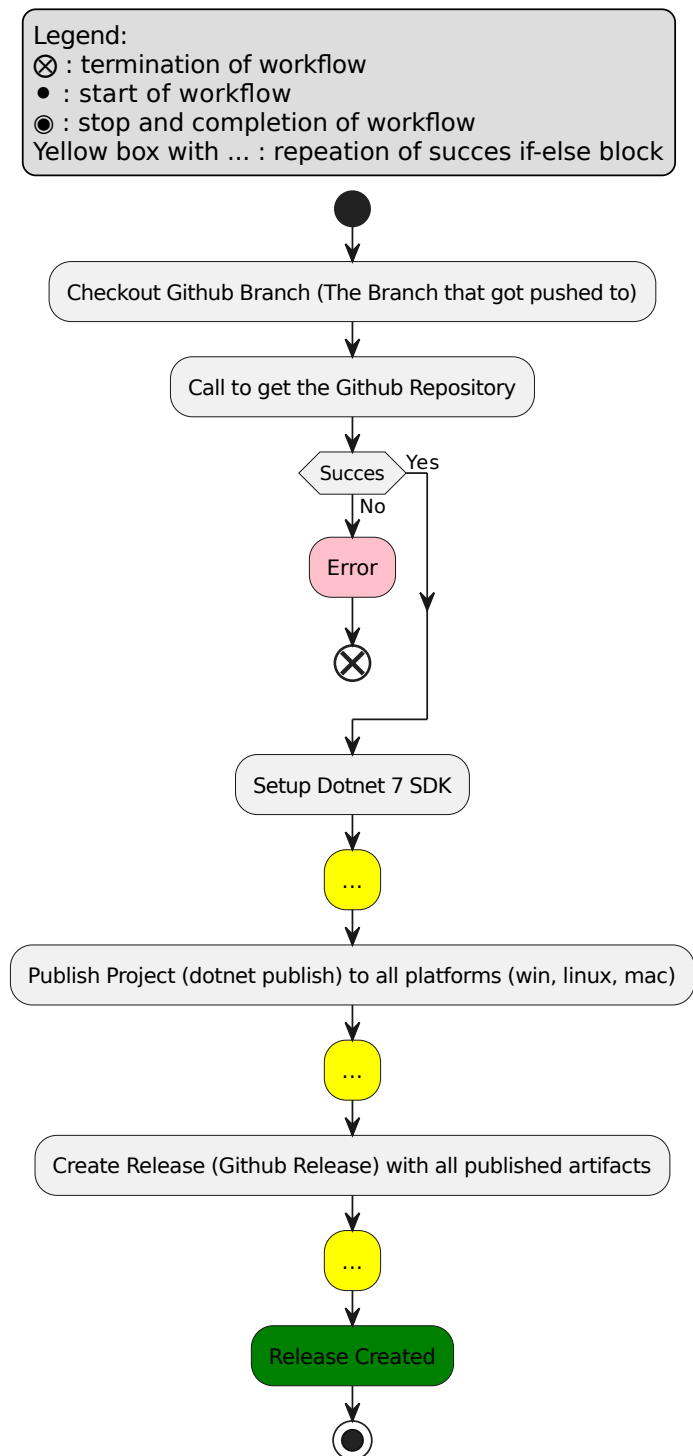 Legend:
⊗ : termination of workflow
● : start of workflow
◉ : stop and completion of workflow
Yellow box with ... : repeation of succes if-else block
Checkout Github Branch (The Branch that got pushed to)
Call to get the Github Repository
Succes
Yes
No
Error
Setup Dotnet 7 SDK
...
Publish Project (dotnet publish) to all platforms (win, linux, mac)
...
Create Release (Github Release) with all published artifacts
...
Release Created